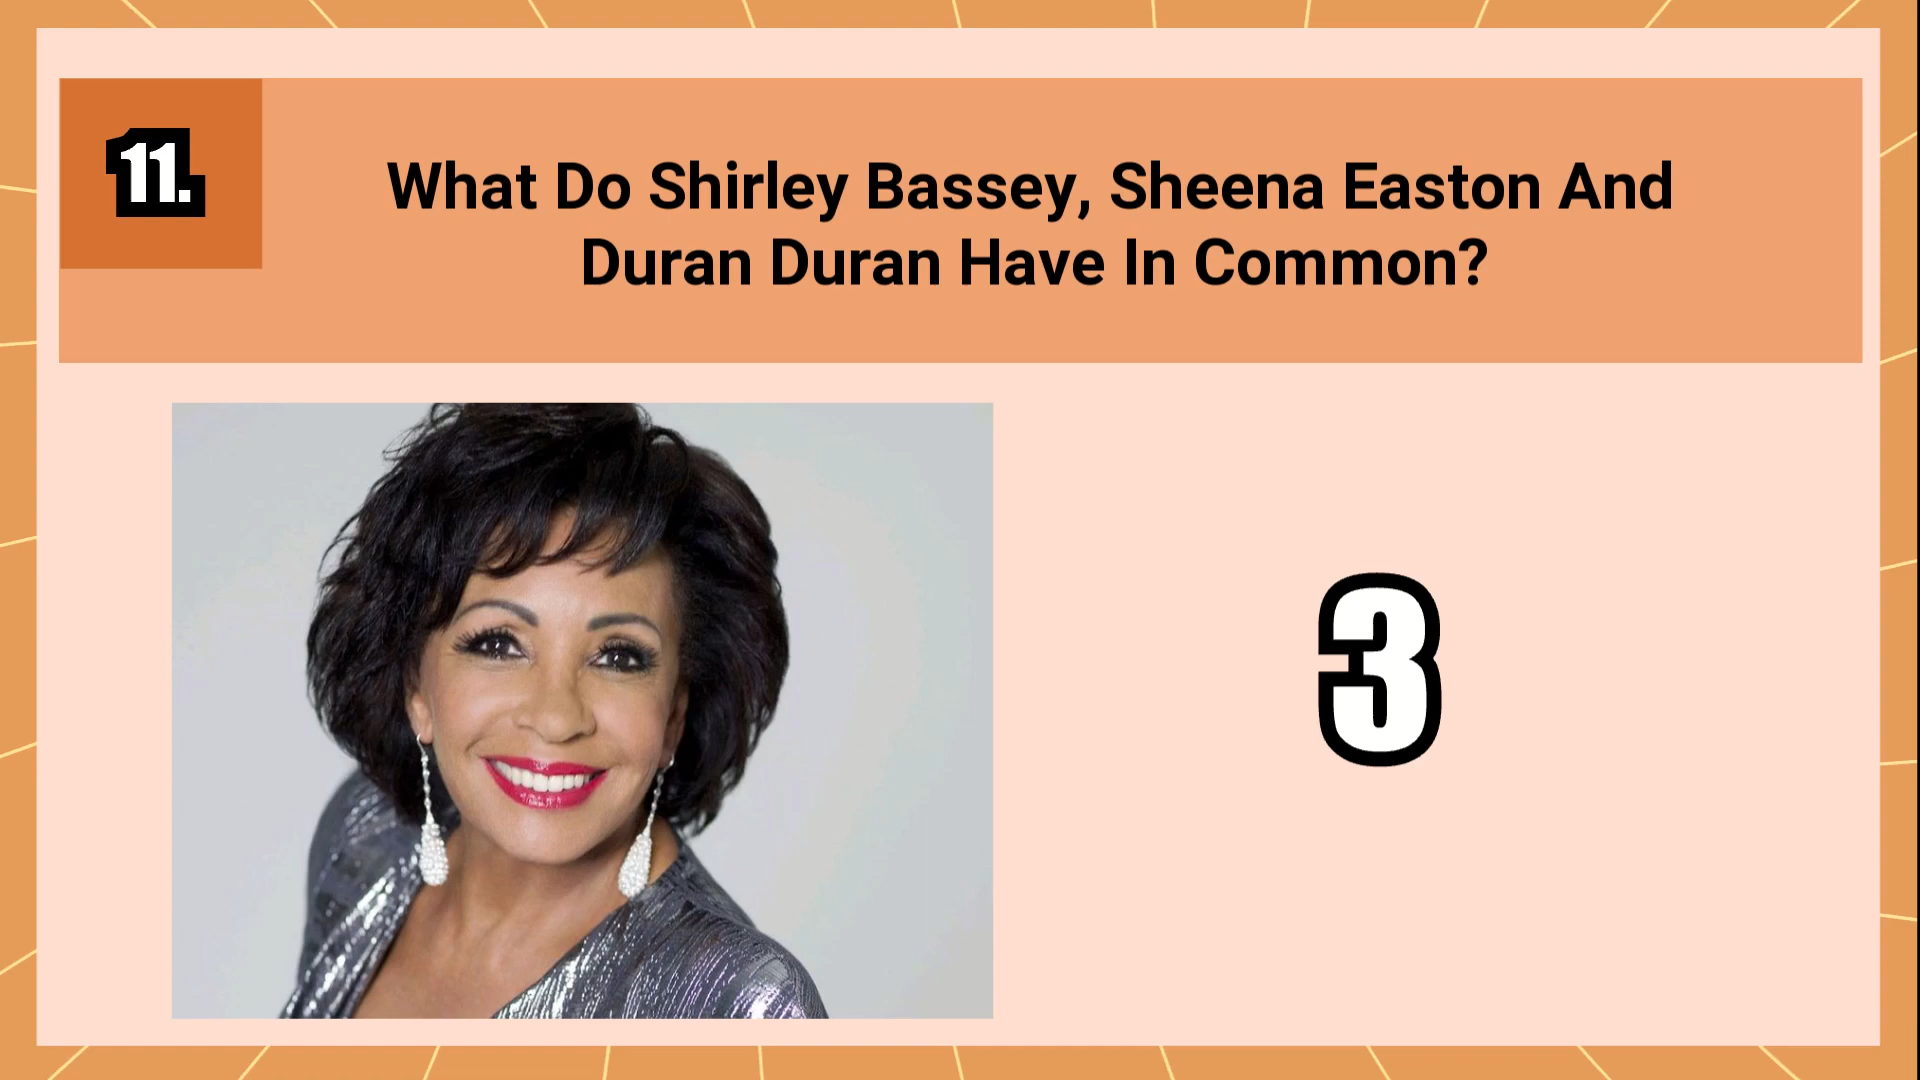 11.
What Do Shirley Bassey, Sheena Easton And
Duran Duran Have In Common?
3